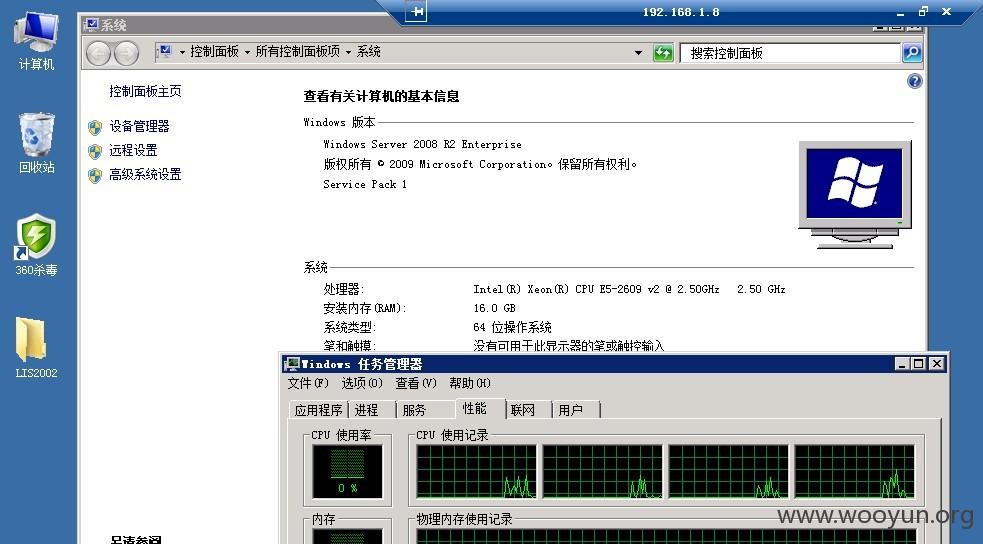 192.168.1.8
系统
控制面板 所有控制面板项 系统
搜索控制面板
计算机
回收站
360杀毒
LIS2002
控制面板主页
设备管理器
远程设置
高级系统设置
查看有关计算机的基本信息
Windows 版本
Windows Server 2008 R2 Enterprise
版权所有 © 2009 Microsoft Corporation。保留所有权利。
Service Pack 1
系统
处理器: Intel(R) Xeon(R) CPU E5-2609 v2 @ 2.50GHz 2.50 GHz
安装内存(RAM): 16.0 GB
系统类型: 64 位操作系统
笔和触摸: 没有可用于此显示器的笔或触控输入
Windows 任务管理器
文件(F) 选项(O) 查看(V) 帮助(H)
应用程序 进程 服务 性能 联网 用户
CPU 使用率 CPU 使用记录
0 %
内存 物理内存使用记录
另请参阅
www.wooyun.org